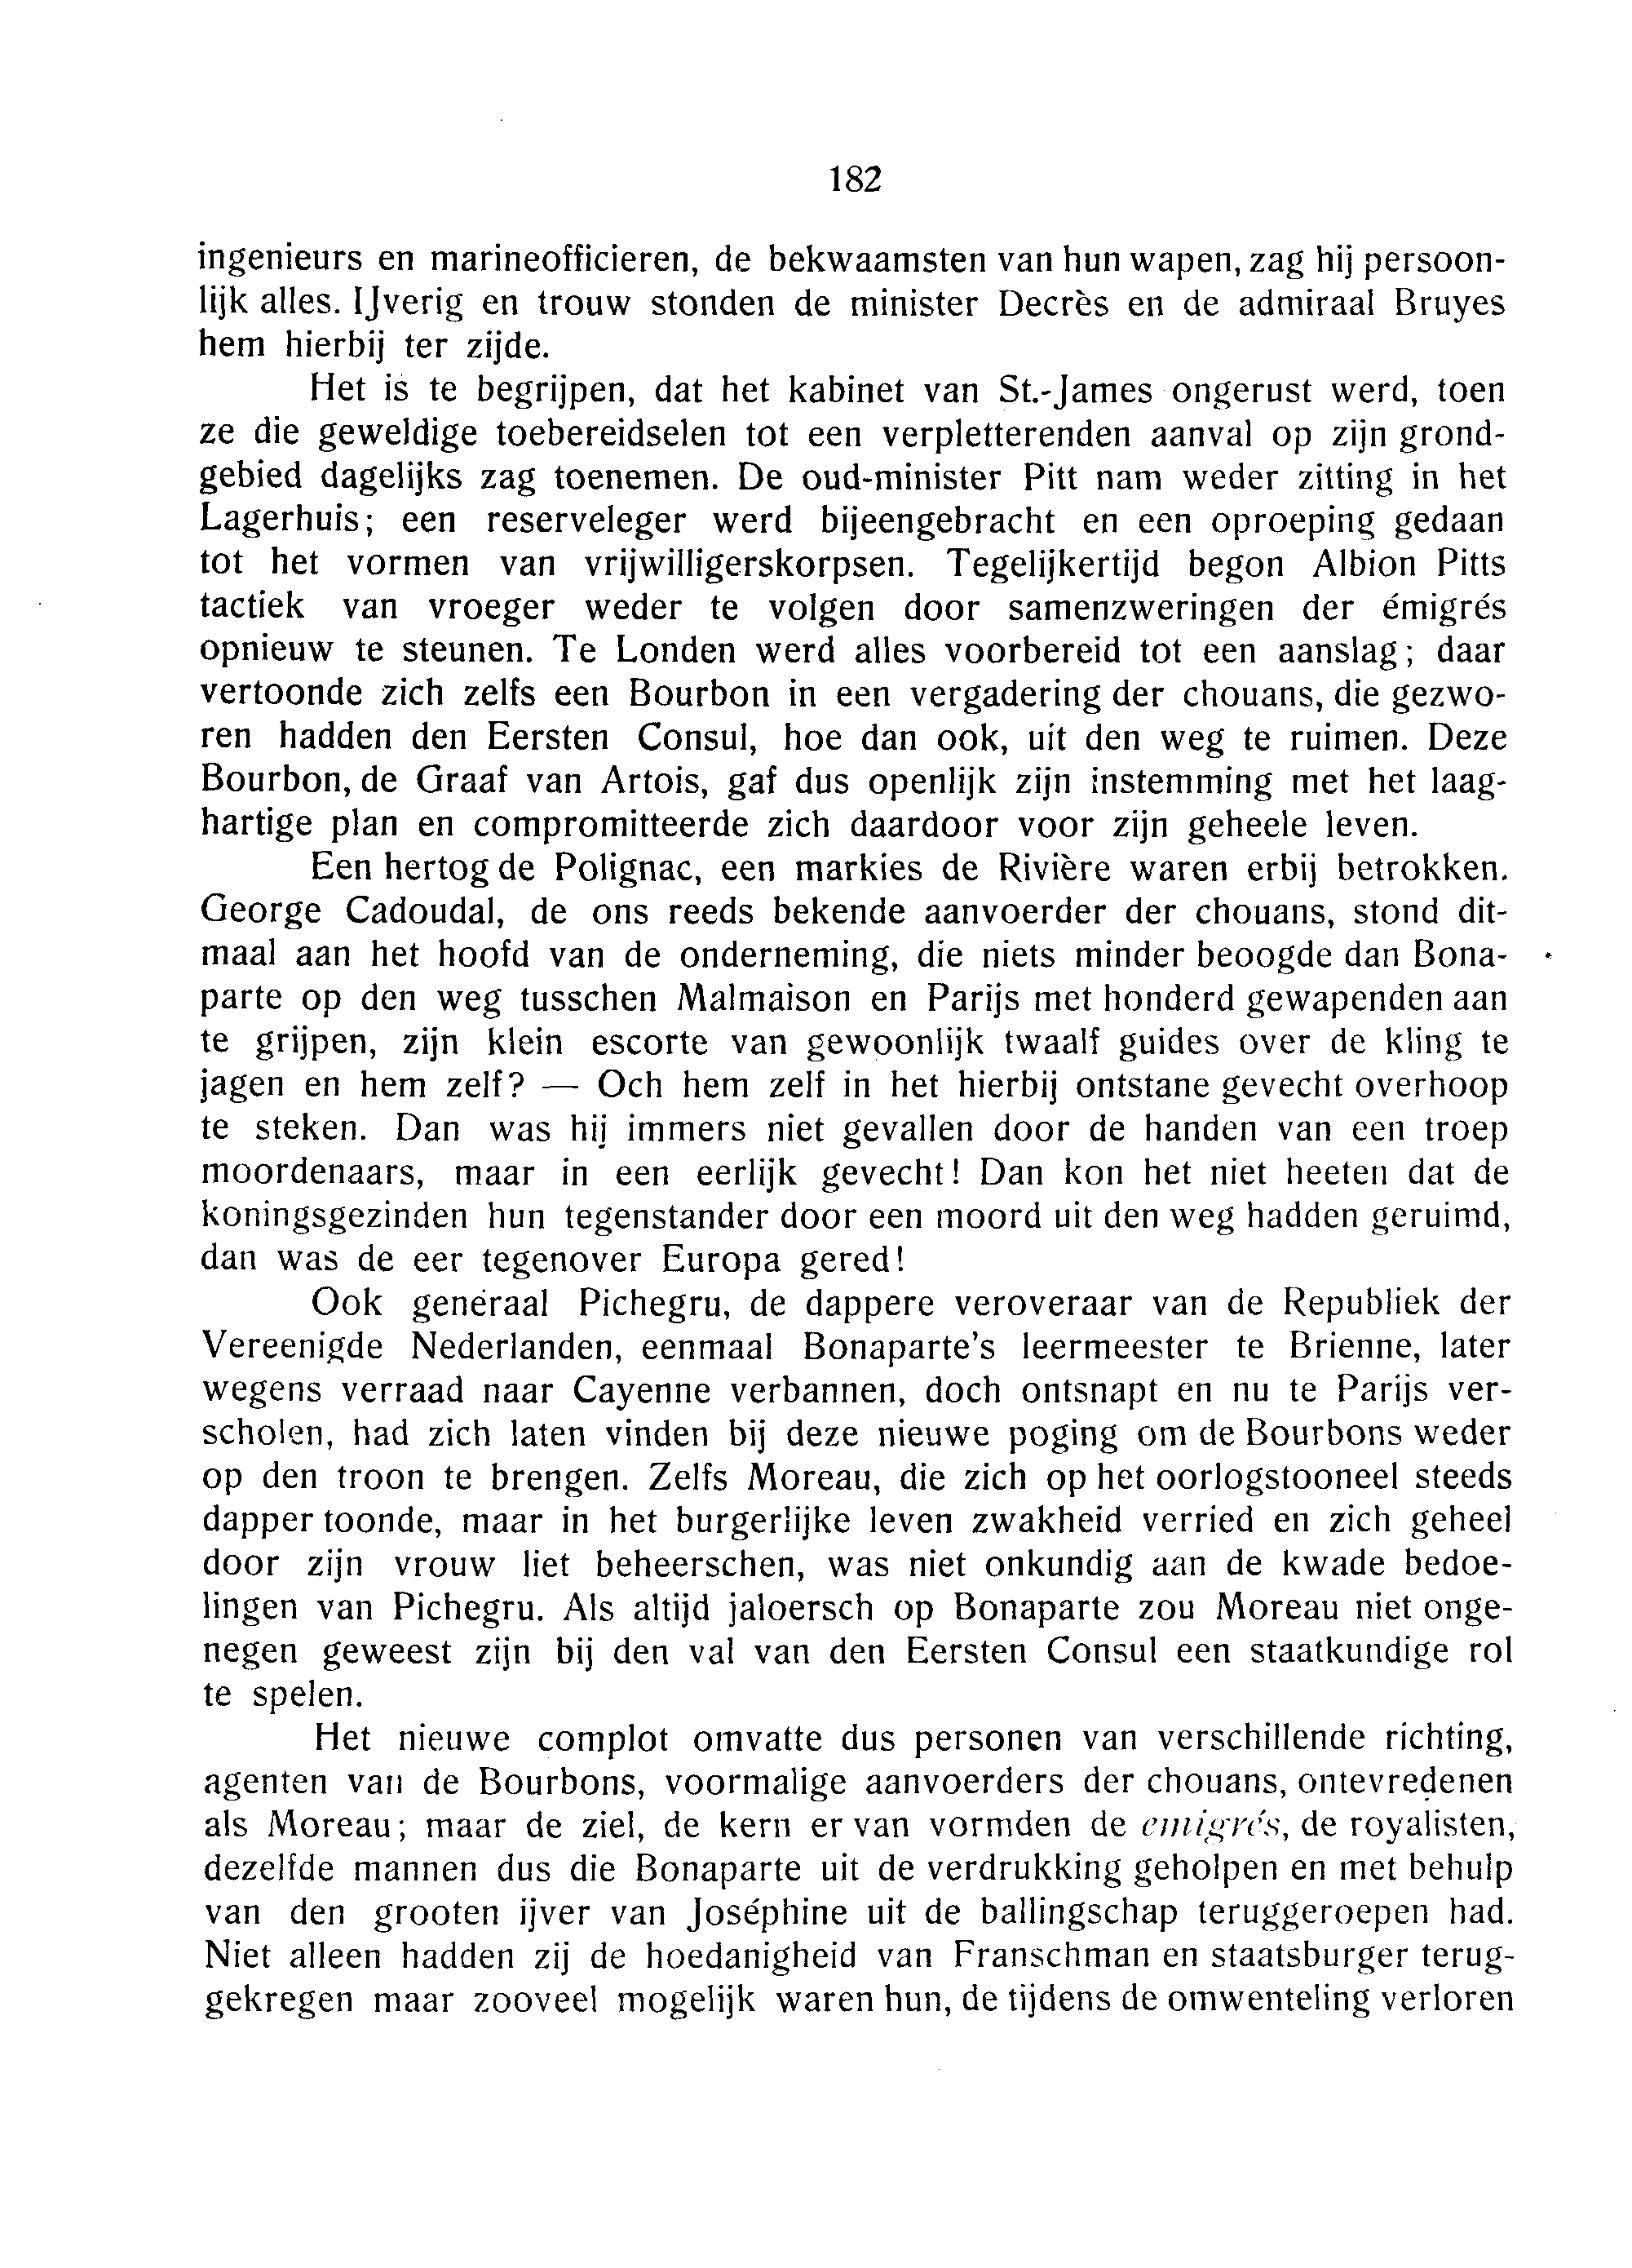 182
ingenieurs en marineofficieren, de bekwaamsten van hun wapen, zag hij persoon-
lijk alles. IJverig en trouw stonden de minister Decrès en de admiraal Bruyes
hem hierbij ter zijde.
Het is te begrijpen, dat het kabinet van St.-James ongerust werd, toen
ze die geweldige toebereidselen tot een verpletterenden aanval op zijn grond-
gebied dagelijks zag toenemen. De oud-minister Pitt nam weder zitting in het
Lagerhuis; een reserveleger werd bijeengebracht en een oproeping gedaan
tot het vormen van vrijwilligerskorpsen. Tegelijkertijd begon Albion Pitts
tactiek van vroeger weder te volgen door samenzweringen der émigrés
opnieuw te steunen. Te Londen werd alles voorbereid tot een aanslag; daar
vertoonde zich zelfs een Bourbon in een vergadering der chouans, die gezwo-
ren hadden den Eersten Consul, hoe dan ook, uit den weg te ruimen. Deze
Bourbon, de Graaf van Artois, gaf dus openlijk zijn instemming met het laag-
hartige plan en compromitteerde zich daardoor voor zijn geheele leven.
Een hertog de Polignac, een markies de Rivière waren erbij betrokken.
George Cadoudal, de ons reeds bekende aanvoerder der chouans, stond dit-
maal aan het hoofd van de onderneming, die niets minder beoogde dan Bona-
parte op den weg tusschen Malmaison en Parijs met honderd gewapenden aan
te grijpen, zijn klein escorte van gewoonlijk twaalf guides over de kling te
jagen en hem zelf? — Och hem zelf in het hierbij ontstane gevecht overhoop
te steken. Dan was hij immers niet gevallen door de handen van een troep
moordenaars, maar in een eerlijk gevecht! Dan kon het niet heeten dat de
koningsgezinden hun tegenstander door een moord uit den weg hadden geruimd,
dan was de eer tegenover Europa gered!
Ook generaal Pichegru, de dappere veroveraar van de Republiek der
Vereenigde Nederlanden, eenmaal Bonaparte's leermeester te Brienne, later
wegens verraad naar Cayenne verbannen, doch ontsnapt en nu te Parijs ver-
scholen, had zich laten vinden bij deze nieuwe poging om de Bourbons weder
op den troon te brengen. Zelfs Moreau, die zich op het oorlogstooneel steeds
dapper toonde, maar in het burgerlijke leven zwakheid verried en zich geheel
door zijn vrouw liet beheerschen, was niet onkundig aan de kwade bedoe-
lingen van Pichegru. Als altijd jaloersch op Bonaparte zou Moreau niet onge-
negen geweest zijn bij den val van den Eersten Consul een staatkundige rol
te spelen.
Het nieuwe complot omvatte dus personen van verschillende richting,
agenten van de Bourbons, voormalige aanvoerders der chouans, ontevredenen
als Moreau; maar de ziel, de kern er van vormden de emigrés, de royalisten,
dezelfde mannen dus die Bonaparte uit de verdrukking geholpen en met behulp
van den grooten ijver van Joséphine uit de ballingschap teruggeroepen had.
Niet alleen hadden zij de hoedanigheid van Franschman en staatsburger terug-
gekregen maar zooveel mogelijk waren hun, de tijdens de omwenteling verloren